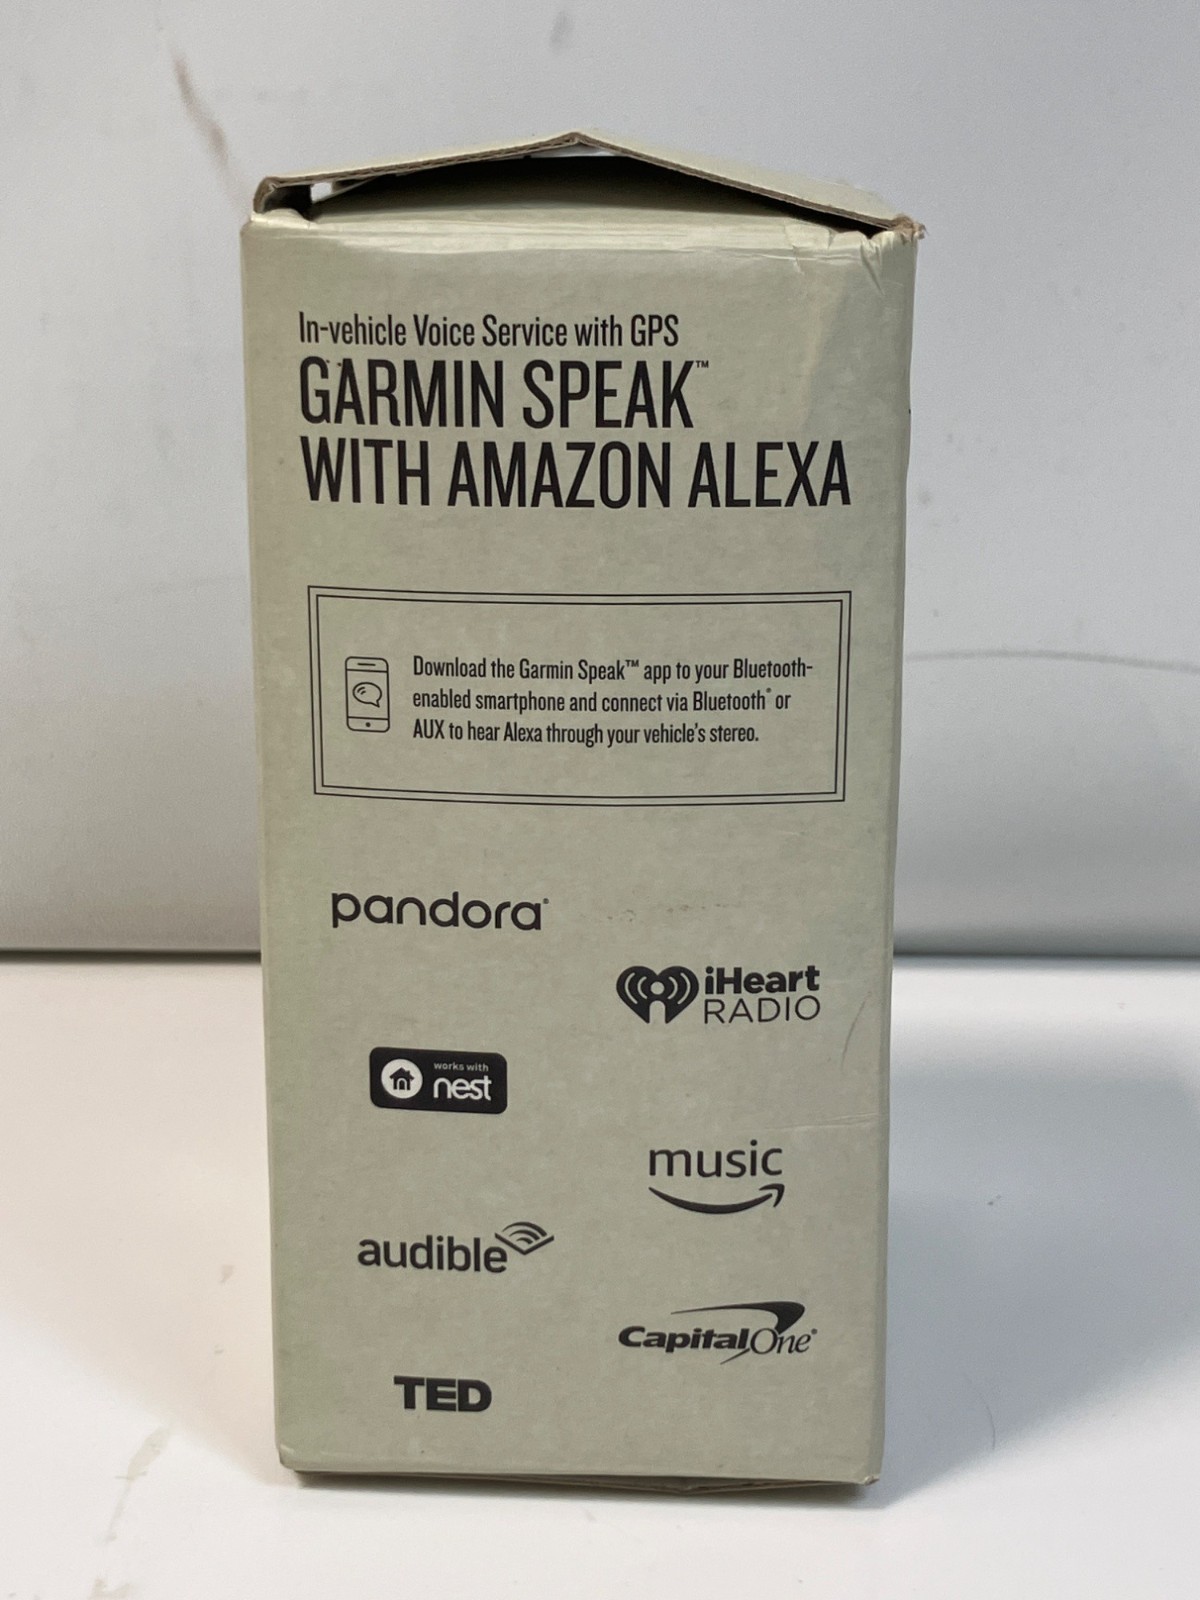 In-vehicle Voice Service with GPS
GARMIN SPEAK™
WITH AMAZON ALEXA
Download the Garmin Speak™ app to your Bluetooth-
enabled smartphone and connect via Bluetooth® or
AUX to hear Alexa through your vehicle's stereo.
pandora®
iHeart
RADIO
works with
nest
music
audible
CapitalOne®
TED